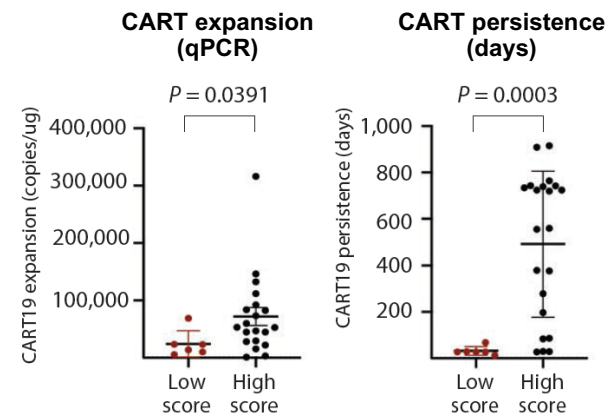 CART expansion
(qPCR)
P = 0.0391
CART19 expansion (copies/ug)
400,000
300,000
200,000
100,000
Low
score
High
score
CART persistence
(days)
P = 0.0003
CART19 persistence (days)
1,000
800
600
400
200
Low
score
High
score